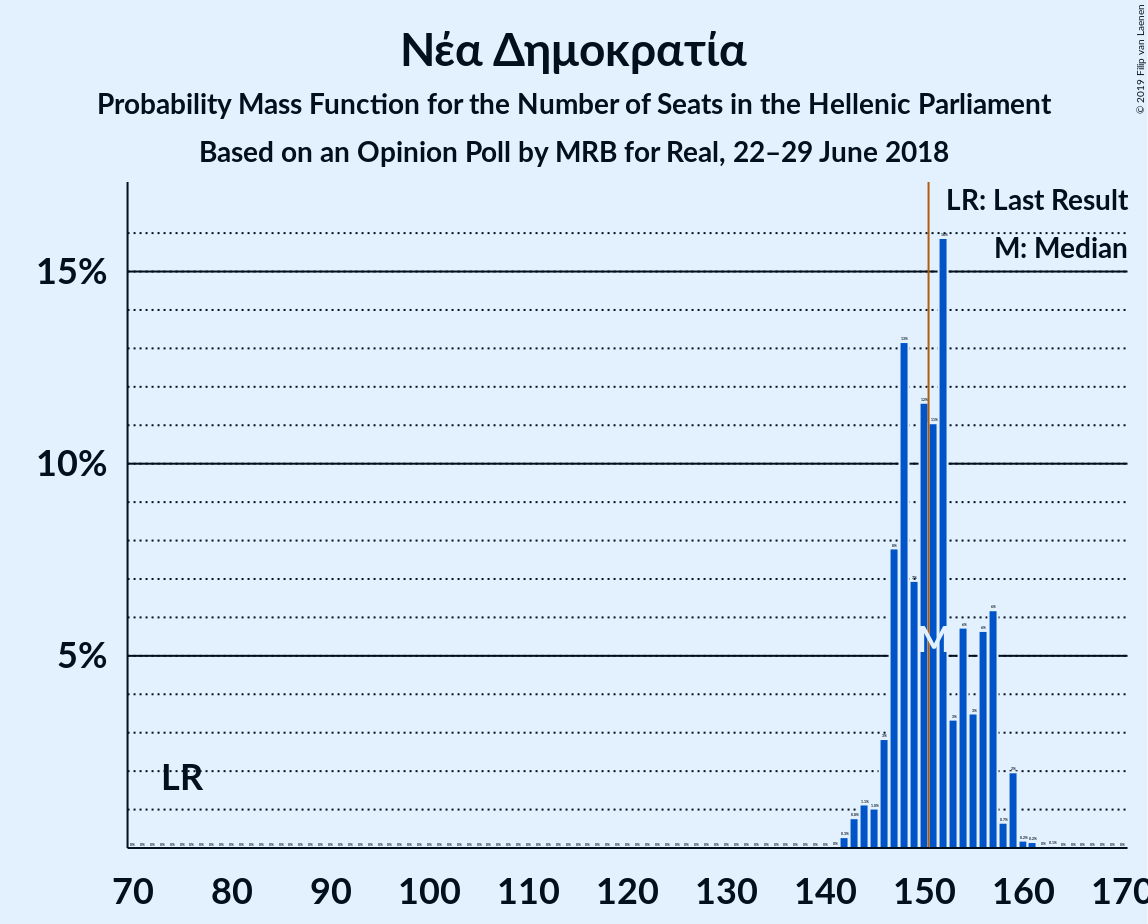 Νέα Δημοκρατία
Probability Mass Function for the Number of Seats in the Hellenic Parliament
Based on an Opinion Poll by MRB for Real, 22–29 June 2018
© 2019 Filip van Laenen
LR: Last Result
M: Median
15%
10%
5%
LR
M
70 80 90 100 110 120 130 140 150 160 170